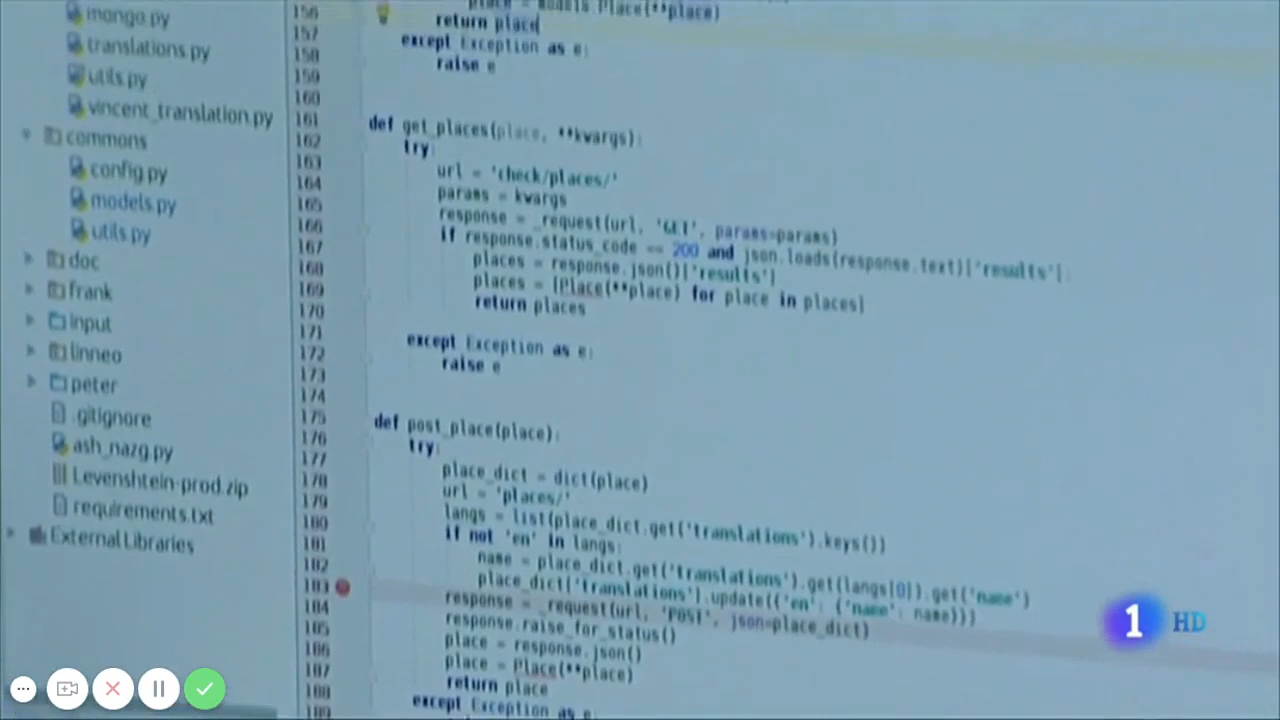 mongo.py
translations.py
utils.py
vincent_translation.py
commons
config.py
models.py
utils.py
doc
frank
input
linneo
peter
.gitignore
ash_nazg.py
Levenshtein-prod.zip
requirements.txt
External Libraries
156 place = models.Place(**place)
157 return place
158 except Exception as e:
159 raise e
160
161
162 def get_places(place, **kwargs):
163 try:
164 url = 'check/places/'
165 params = kwargs
166 response = _request(url, 'GET', params=params)
167 if response.status_code == 200 and json.loads(response.text)['results']:
168 places = response.json()['results']
169 places = [Place(**place) for place in places]
170 return places
171
172 except Exception as e:
173 raise e
174
175
176 def post_place(place):
177 try:
178 place_dict = dict(place)
179 url = 'places/'
180 langs = list(place_dict.get('translations').keys())
181 if not 'en' in langs:
182 name = place_dict.get('translations').get(langs[0]).get('name')
183 place_dict['translations'].update({'en': {'name': name}})
184 response = _request(url, 'POST', json=place_dict)
185 response.raise_for_status()
186 place = response.json()
187 place = Place(**place)
188 return place
189 except Exception as e:
1 HD